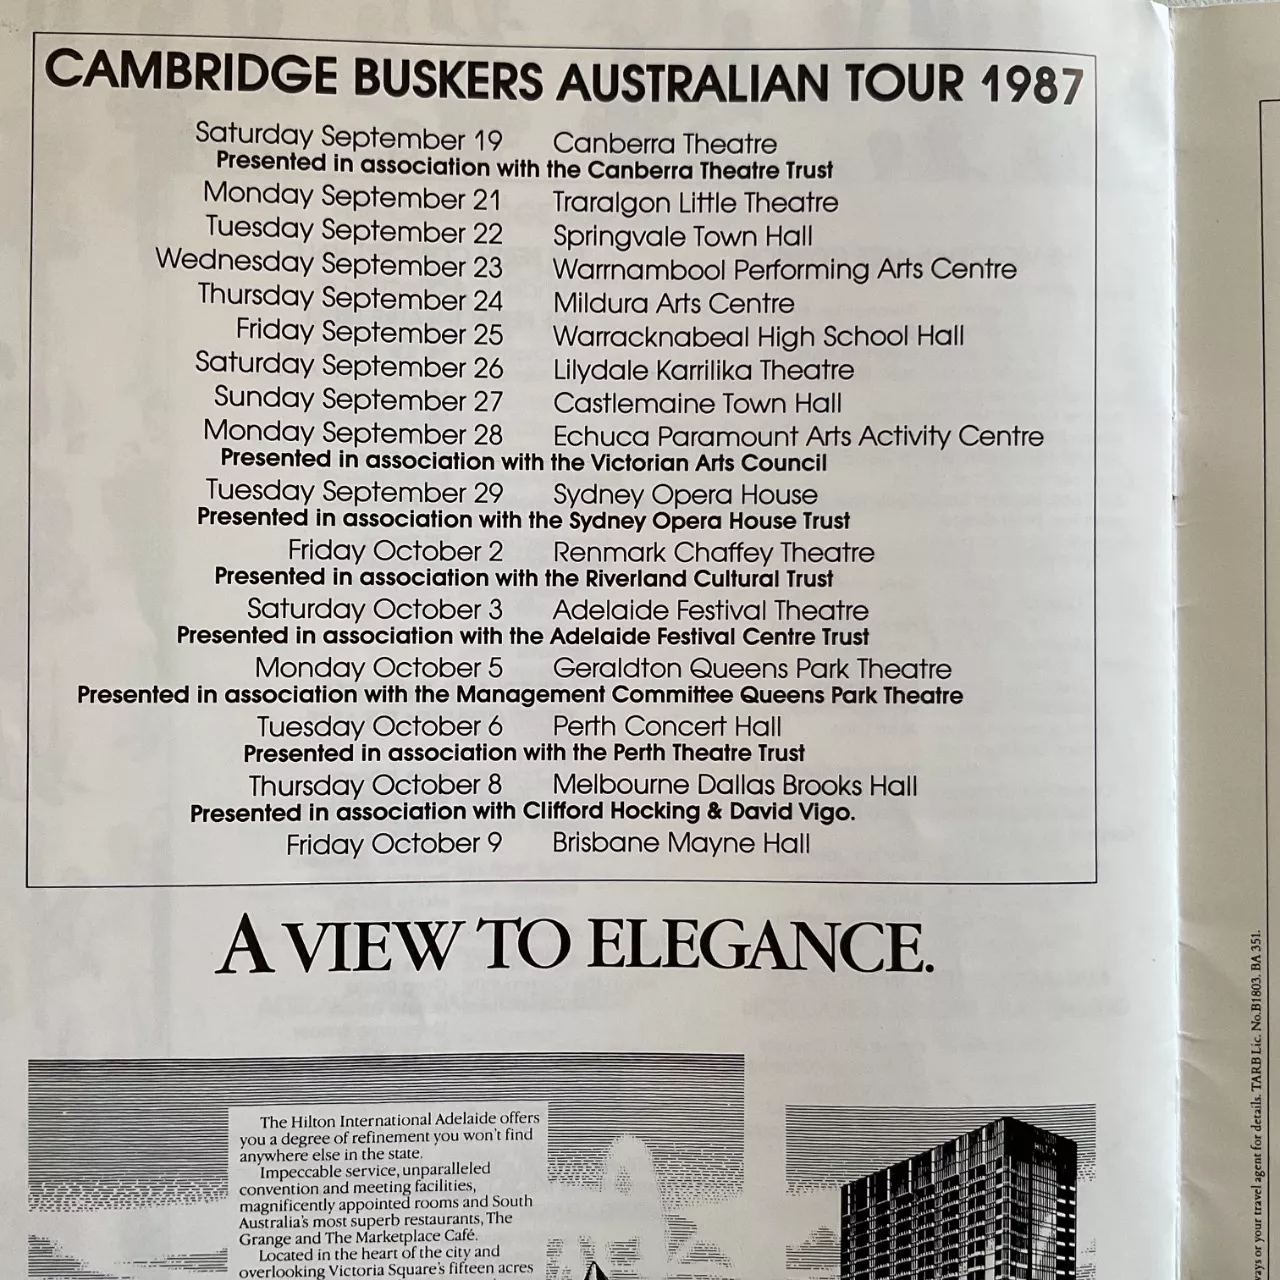 CAMBRIDGE BUSKERS AUSTRALIAN TOUR 1987
Saturday September 19 Canberra Theatre
Presented in association with the Canberra Theatre Trust
Monday September 21 Traralgon Little Theatre
Tuesday September 22 Springvale Town Hall
Wednesday September 23 Warrnambool Performing Arts Centre
Thursday September 24 Mildura Arts Centre
Friday September 25 Warracknabeal High School Hall
Saturday September 26 Lilydale Karrilika Theatre
Sunday September 27 Castlemaine Town Hall
Monday September 28 Echuca Paramount Arts Activity Centre
Presented in association with the Victorian Arts Council
Tuesday September 29 Sydney Opera House
Presented in association with the Sydney Opera House Trust
Friday October 2 Renmark Chaffey Theatre
Presented in association with the Riverland Cultural Trust
Saturday October 3 Adelaide Festival Theatre
Presented in association with the Adelaide Festival Centre Trust
Monday October 5 Geraldton Queens Park Theatre
Presented in association with the Management Committee Queens Park Theatre
Tuesday October 6 Perth Concert Hall
Presented in association with the Perth Theatre Trust
Thursday October 8 Melbourne Dallas Brooks Hall
Presented in association with Clifford Hocking & David Vigo.
Friday October 9 Brisbane Mayne Hall
A VIEW TO ELEGANCE.
The Hilton International Adelaide offers
you a degree of refinement you won't find
anywhere else in the state.
Impeccable service, unparalleled
convention and meeting facilities,
magnificently appointed rooms and South
Australia's most superb restaurants, The
Grange and The Marketplace Café.
Located in the heart of the city and
overlooking Victoria Square's fifteen acres
or your travel agent for details. TARB Lic. No.B1803. BA 351.